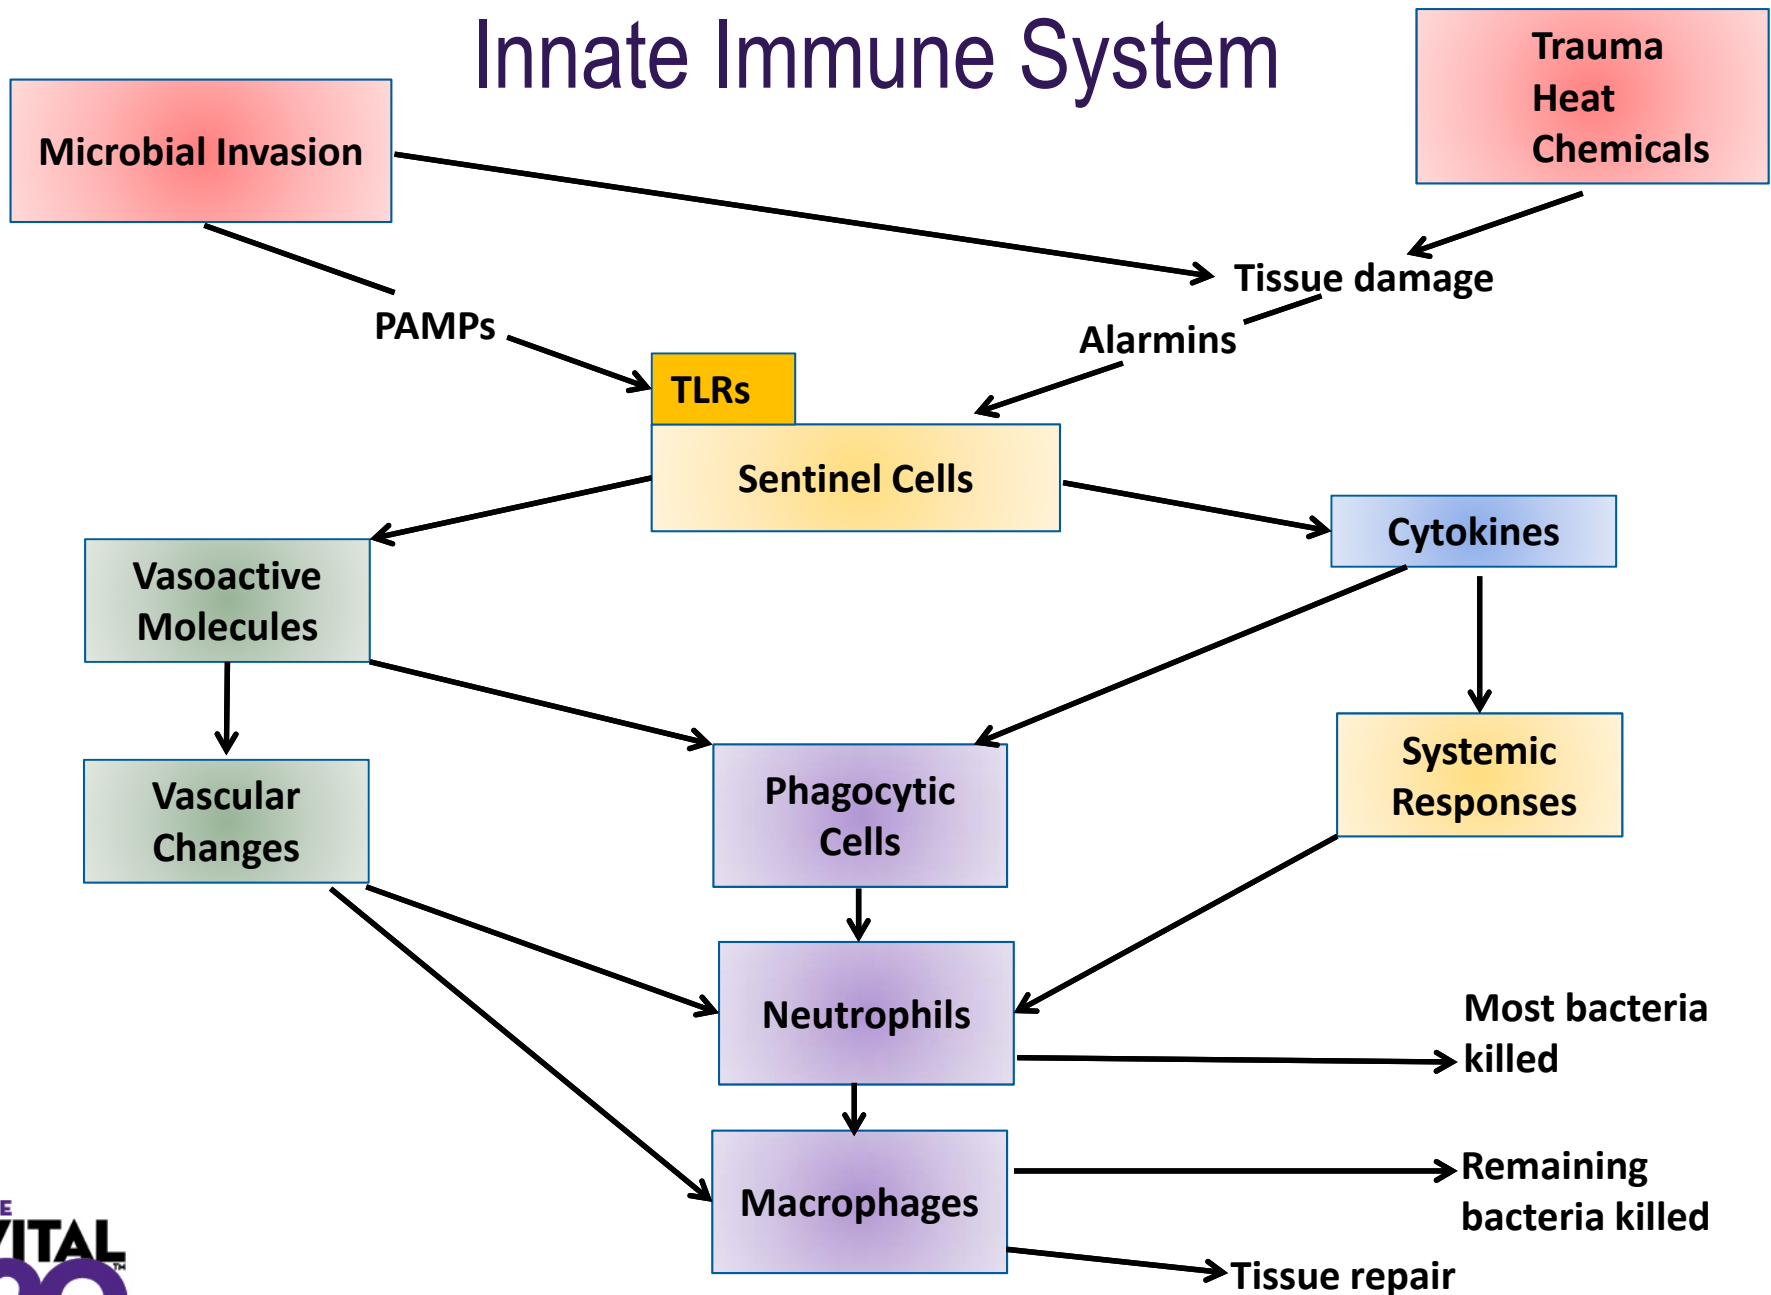 Innate Immune System
Trauma
Heat
Chemicals
Microbial Invasion
Tissue damage
PAMPs
Alarmins
TLRs
Sentinel Cells
Cytokines
Vasoactive
Molecules
Vascular
Changes
Phagocytic
Cells
Systemic
Responses
Neutrophils
Most bacteria
killed
Macrophages
Remaining
bacteria killed
Tissue repair
VITAL